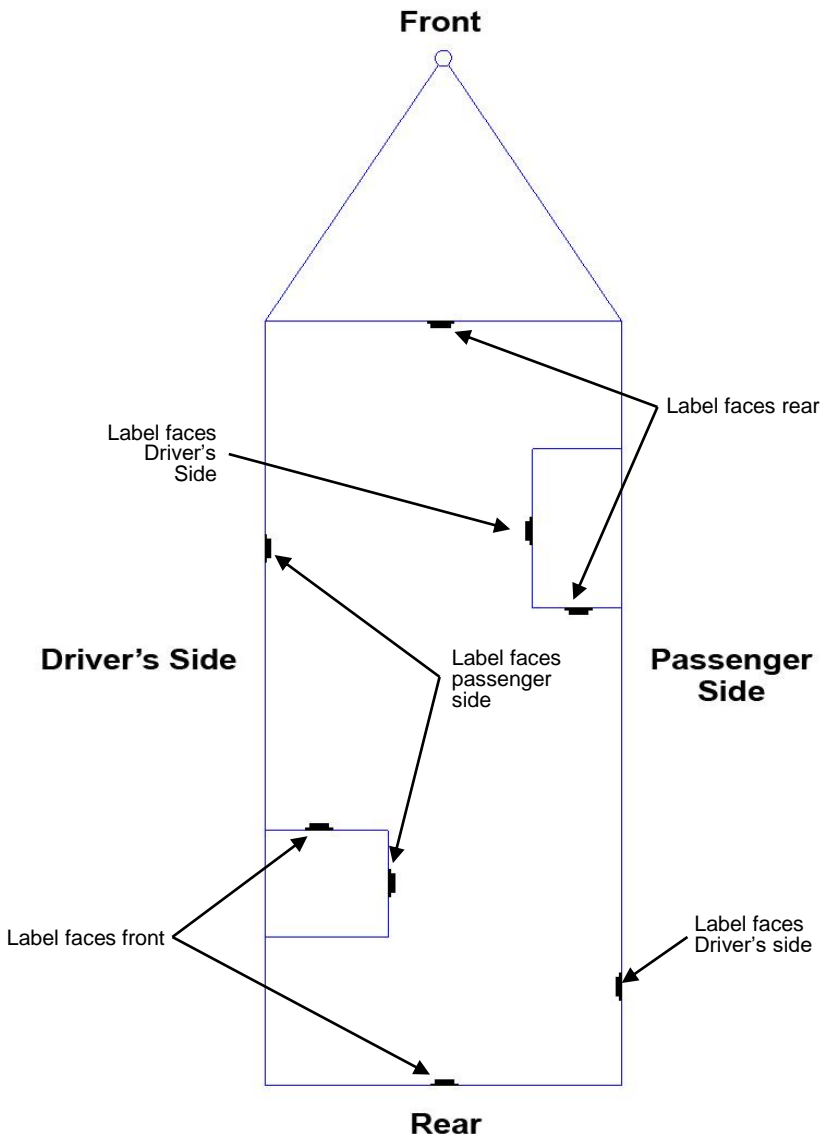 Front
Label faces rear
Label faces
Driver’s
Side
Driver’s Side
Label faces
passenger
side
Passenger
Side
Label faces front
Label faces
Driver’s side
Rear